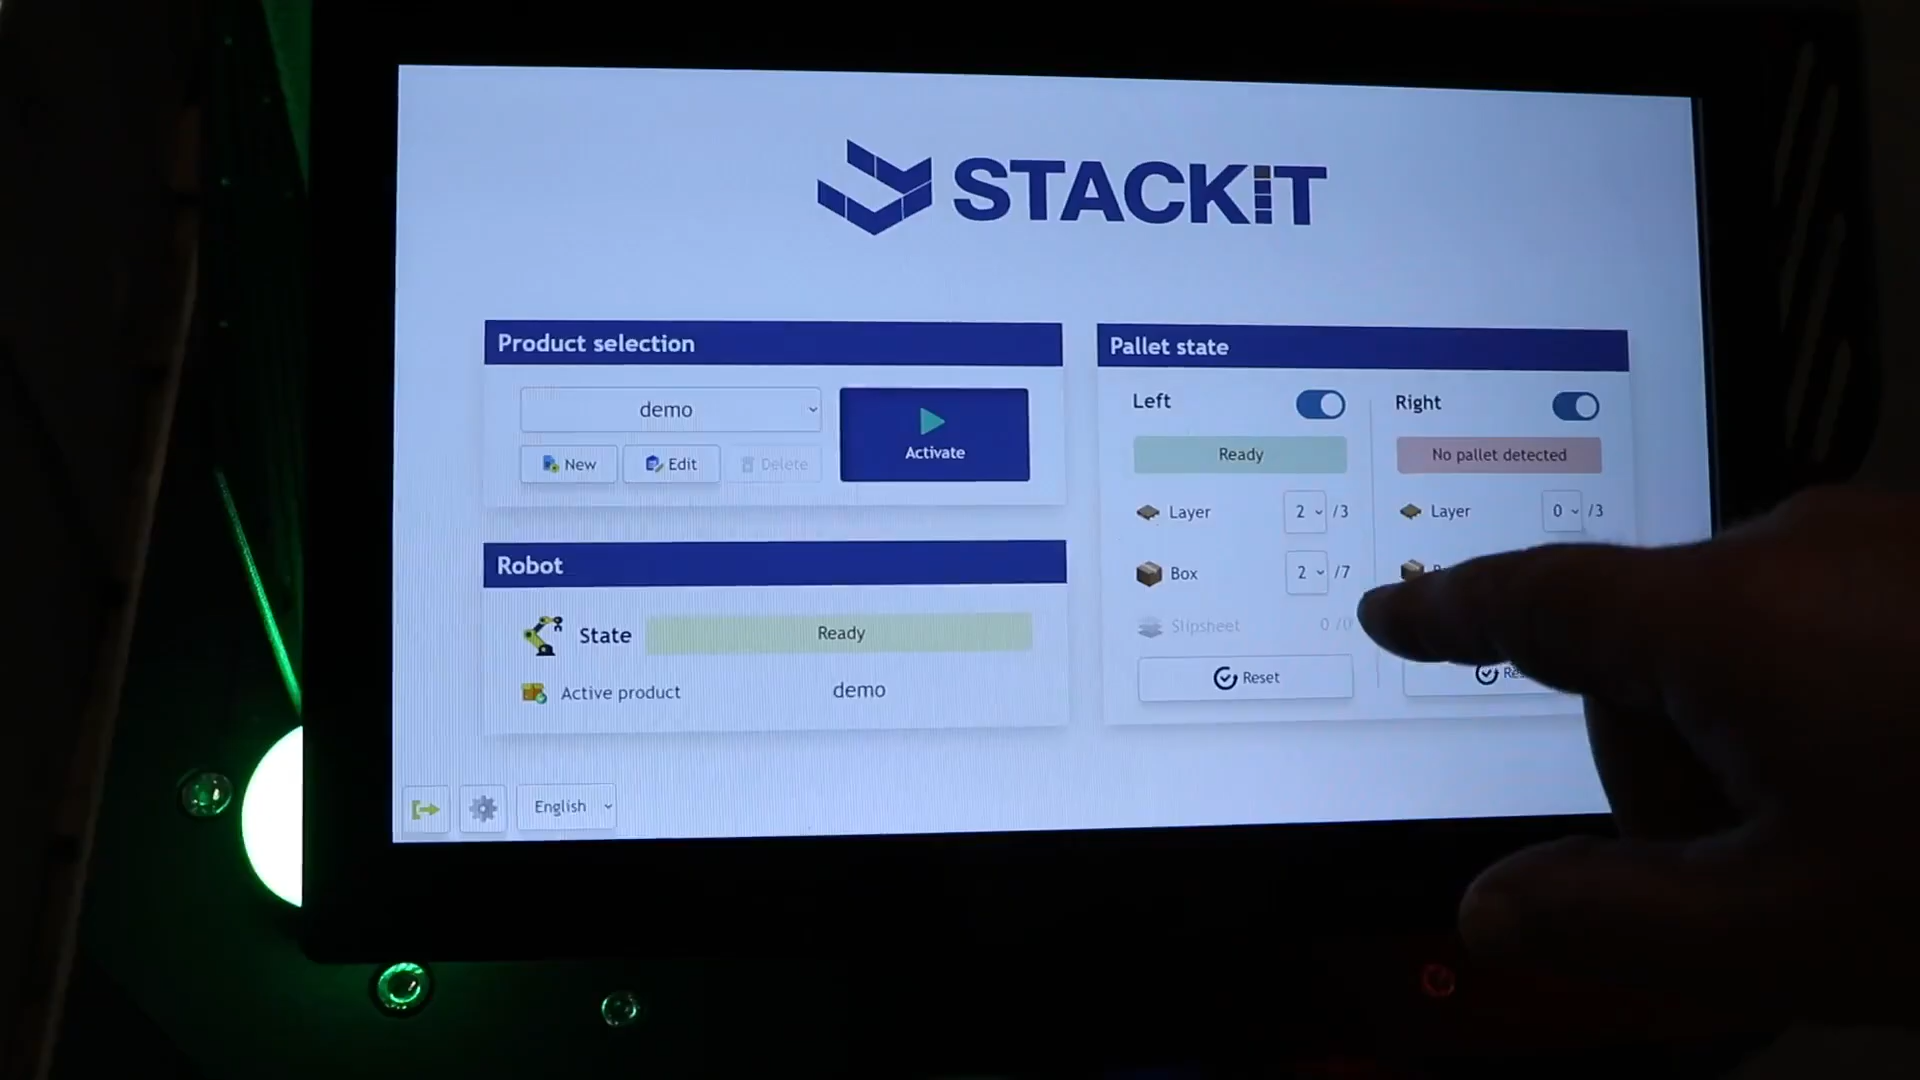 STACKIT
Product selection
demo
New
Edit
Delete
Activate
Robot
State
Ready
Active product
demo
Pallet state
Left
Ready
Layer
2
/3
Box
2
/7
Slipsheet
0 /0
Reset
Right
No pallet detected
Layer
0
/3
English